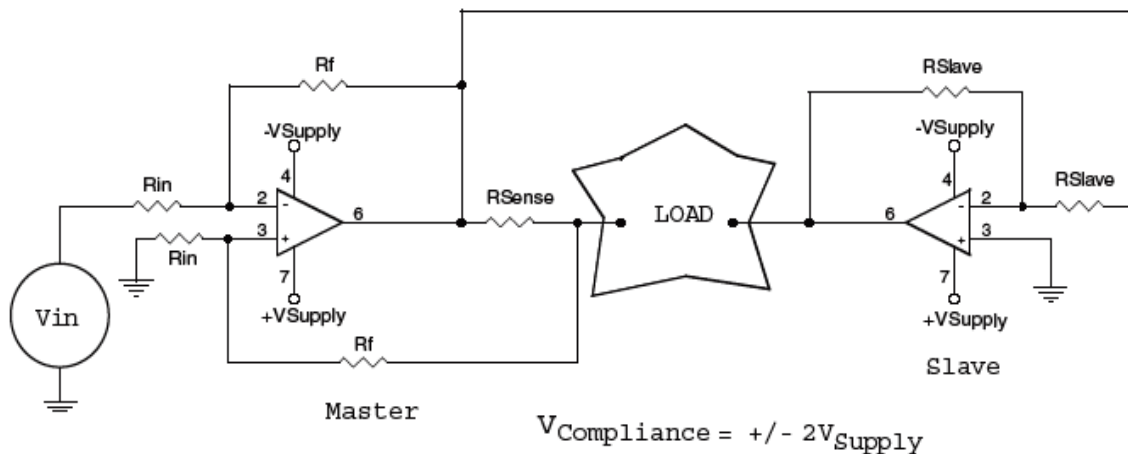 Rf
RSlave
-VSupply
-VSupply
4
4
Rin
2
-
RSense
LOAD
6
6
2
-
RSlave
3
+
3
+
Rin
7
7
Vin
+VSupply
+VSupply
Rf
Slave
Master
VCompliance = +/- 2VSupply